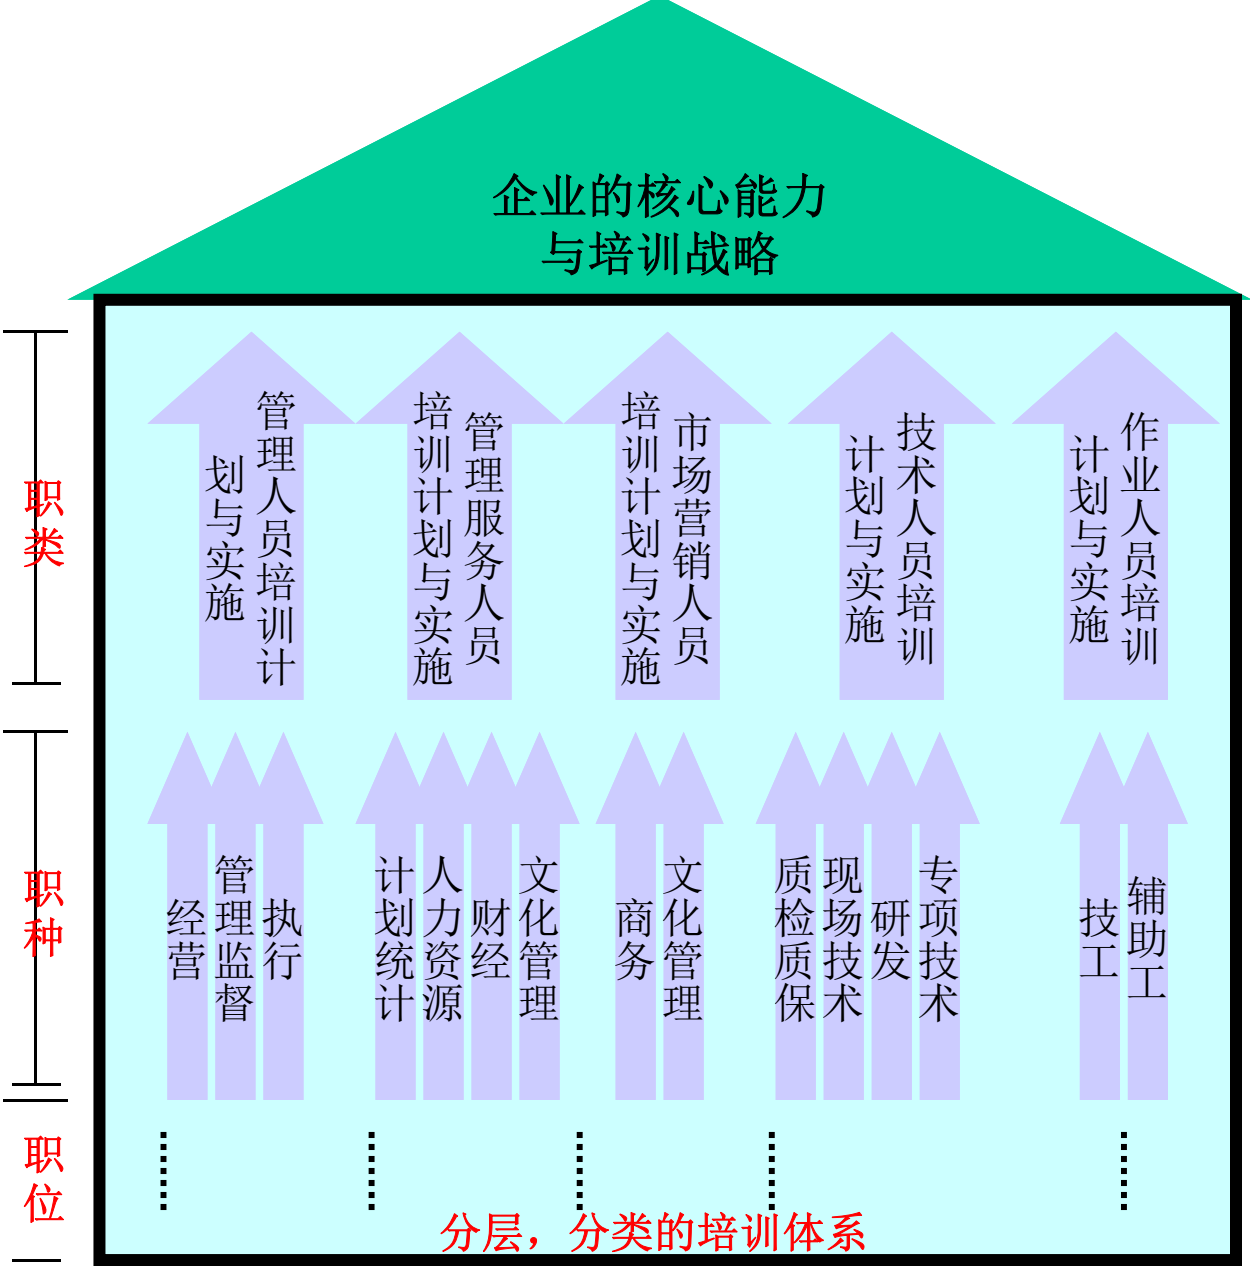 企业的核心能力
与培训战略
职类
管理人员培训计
划与实施
管理服务人员
培训计划与实施
市场营销人员
培训计划与实施
技术人员培训
计划与实施
作业人员培训
计划与实施
职种
经营
管理监督
执行
计划统计
人力资源
财经
文化管理
商务
文化管理
质检质保
现场技术
研发
专项技术
技工
辅助工
职位
分层，分类的培训体系